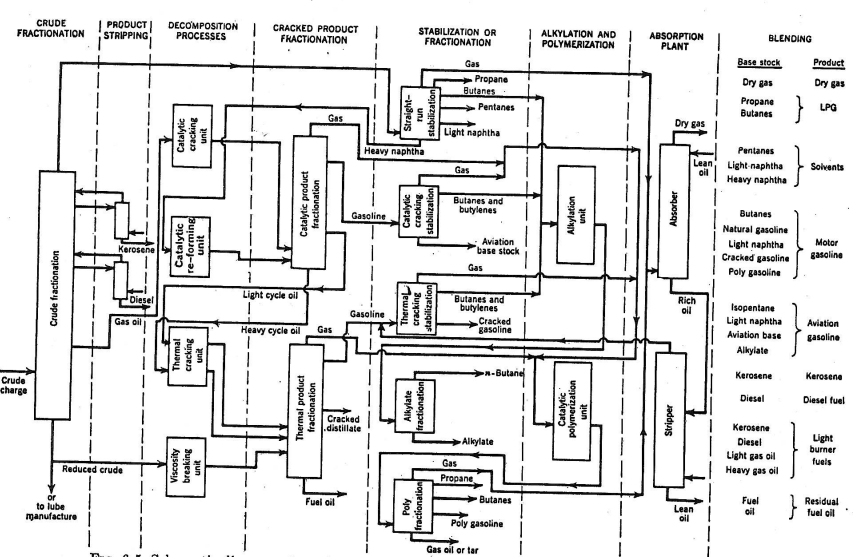 CRUDE
FRACTIONATION
PRODUCT
STRIPPING
DECOMPOSITION
PROCESSES
CRACKED PRODUCT
FRACTIONATION
STABILIZATION OR
FRACTIONATION
ALKYLATION AND
POLYMERIZATION
ABSORPTION
PLANT
BLENDING
Base stock
Product
Dry gas
Dry gas
Propane
Butanes
LPG
Pentanes
Light naphtha
Heavy naphtha
Solvents
Butanes
Natural gasoline
Light naphtha
Cracked gasoline
Poly gasoline
Motor
gasoline
Isopentane
Light naphtha
Aviation base
Alkylate
Aviation
gasoline
Kerosene
Kerosene
Diesel
Diesel fuel
Kerosene
Diesel
Light gas oil
Heavy gas oil
Light
burner
fuels
Fuel
oil
Residual
fuel oil
Crude
charge
Crude fractionation
Kerosene
Diesel
Gas oil
Reduced crude
or
to lube
manufacture
Catalytic
cracking
unit
Catalytic
re-forming
unit
Thermal
cracking
unit
Viscosity
breaking
unit
Gas
Heavy naphtha
Catalytic product
fractionation
Gasoline
Light cycle oil
Heavy cycle oil
Gas
Gasoline
Thermal product
fractionation
Cracked
distillate
Fuel oil
Gas
Propane
Butanes
Pentanes
Light naphtha
Straight-
run
stabilization
Gas
Catalytic
cracking
stabilization
Butanes and
butylenes
Aviation
base stock
Gas
Thermal
cracking
stabilization
Butanes and
butylenes
Cracked
gasoline
n-Butane
Alkylate
fractionation
Alkylate
Gas
Propane
Butanes
Poly
fractionation
Poly gasoline
Gas oil or tar
Alkylation
unit
Catalytic
polymerization
unit
Dry gas
Lean
oil
Absorber
Rich
oil
Stripper
Lean
oil